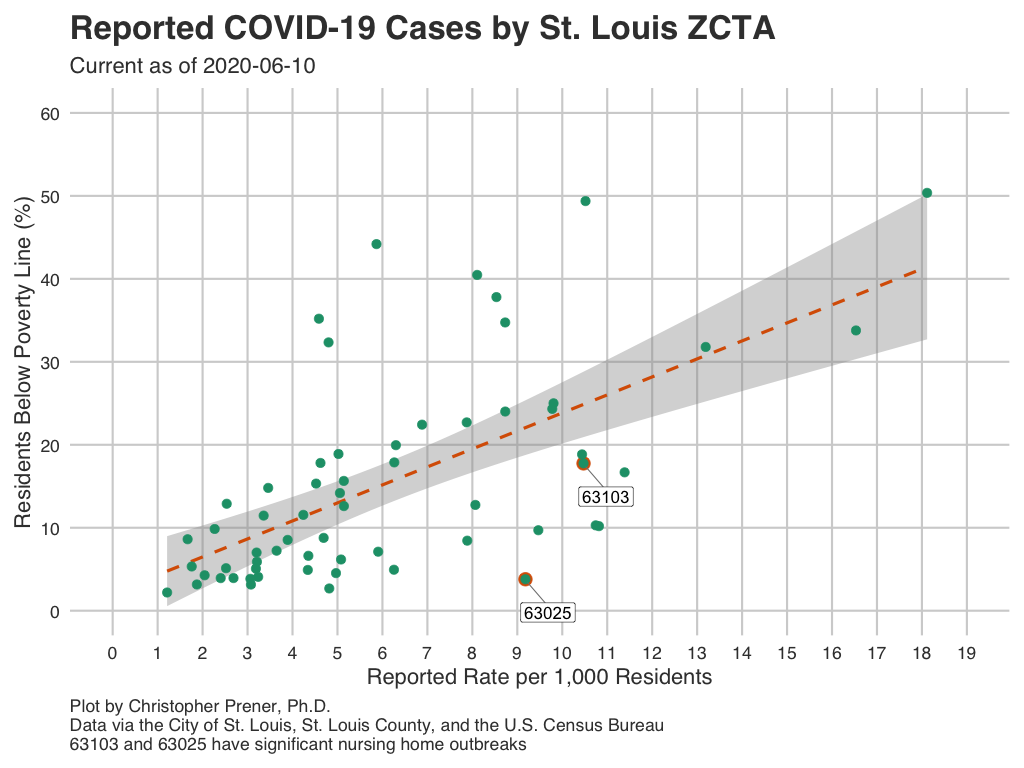 Reported COVID-19 Cases by St. Louis ZCTA
Current as of 2020-06-10
Residents Below Poverty Line (%)
60
50
40
30
20
10
0
63103
63025
0 1 2 3 4 5 6 7 8 9 10 11 12 13 14 15 16 17 18 19
Reported Rate per 1,000 Residents
Plot by Christopher Prener, Ph.D.
Data via the City of St. Louis, St. Louis County, and the U.S. Census Bureau
63103 and 63025 have significant nursing home outbreaks